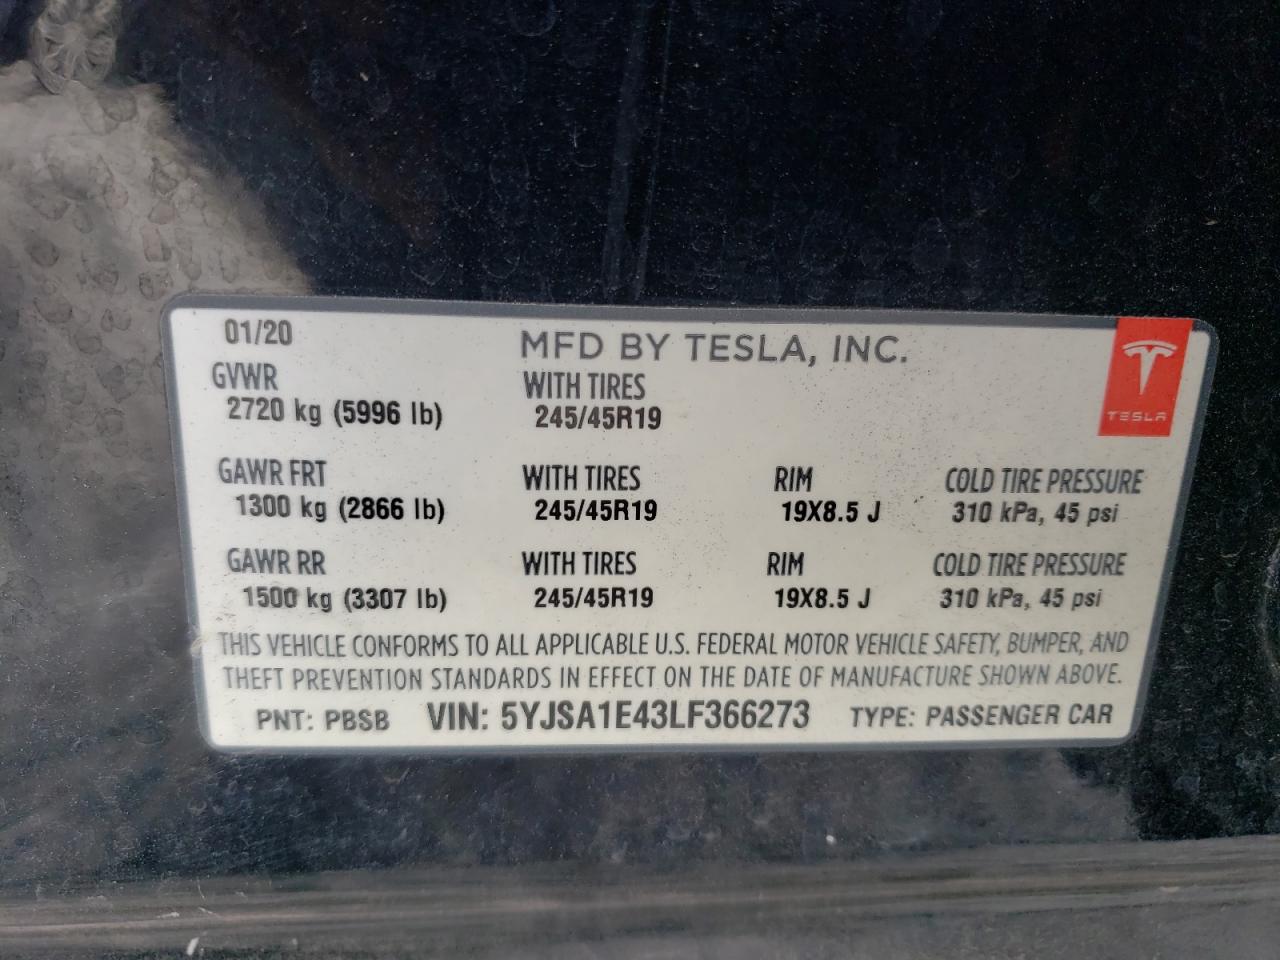 01/20 MFD BY TESLA, INC.
GVWR WITH TIRES
2720 kg (5996 lb) 245/45R19
TESLA
GAWR FRT WITH TIRES RIM COLD TIRE PRESSURE
1300 kg (2866 lb) 245/45R19 19X8.5 J 310 kPa, 45 psi
GAWR RR WITH TIRES RIM COLD TIRE PRESSURE
1500 kg (3307 lb) 245/45R19 19X8.5 J 310 kPa, 45 psi
THIS VEHICLE CONFORMS TO ALL APPLICABLE U.S. FEDERAL MOTOR VEHICLE SAFETY, BUMPER, AND
THEFT PREVENTION STANDARDS IN EFFECT ON THE DATE OF MANUFACTURE SHOWN ABOVE.
PNT: PBSB VIN: 5YJSA1E43LF366273 TYPE: PASSENGER CAR